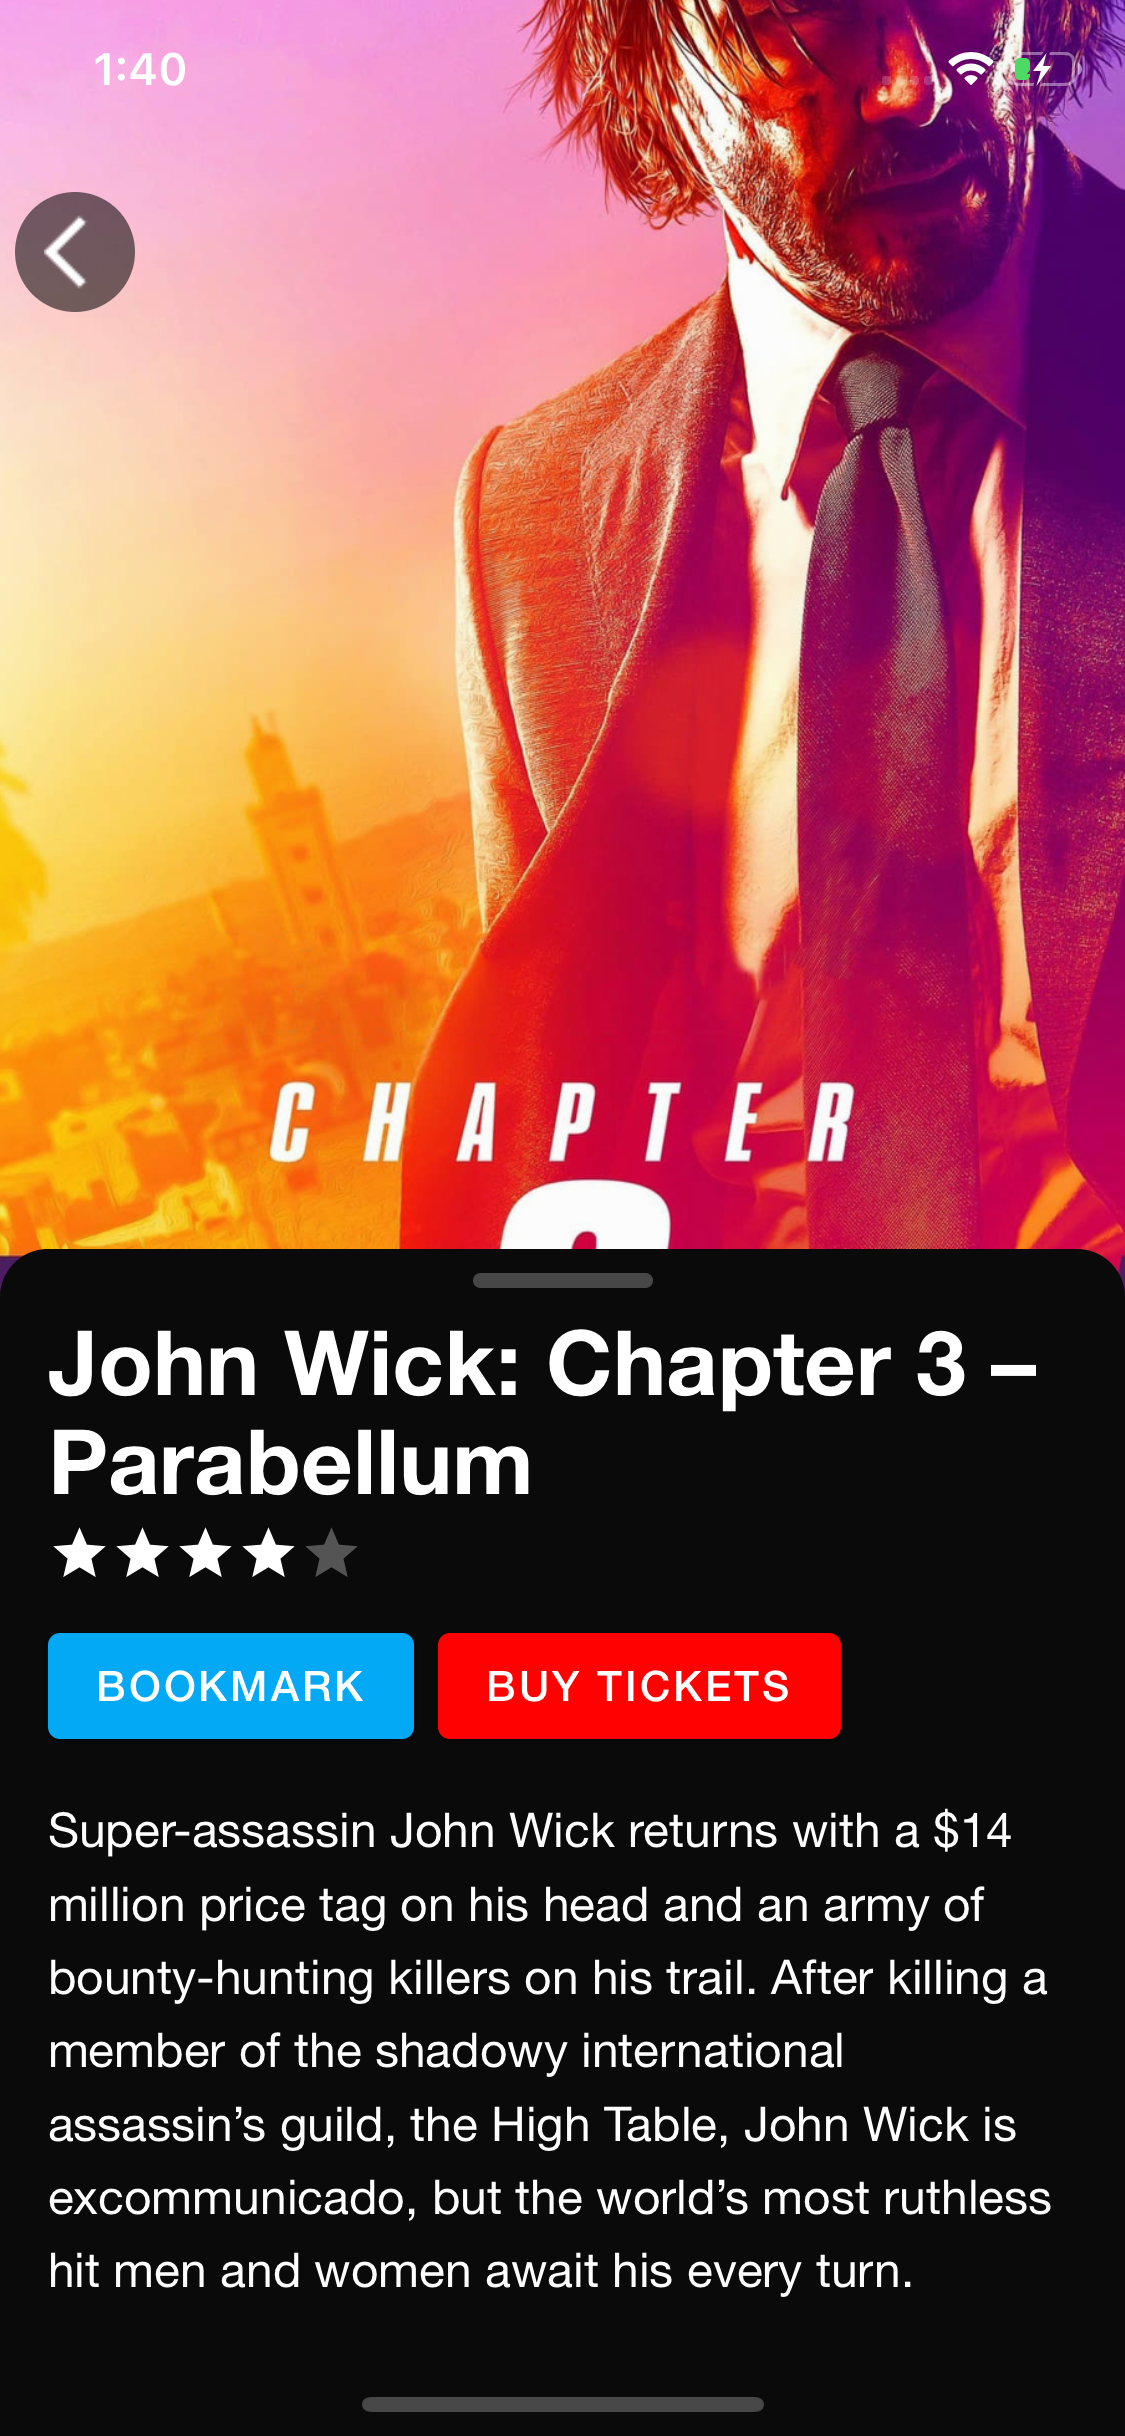 1:40
CHAPTER
John Wick: Chapter 3 –
Parabellum
BOOKMARK
BUY TICKETS
Super-assassin John Wick returns with a $14
million price tag on his head and an army of
bounty-hunting killers on his trail. After killing a
member of the shadowy international
assassin’s guild, the High Table, John Wick is
excommunicado, but the world’s most ruthless
hit men and women await his every turn.